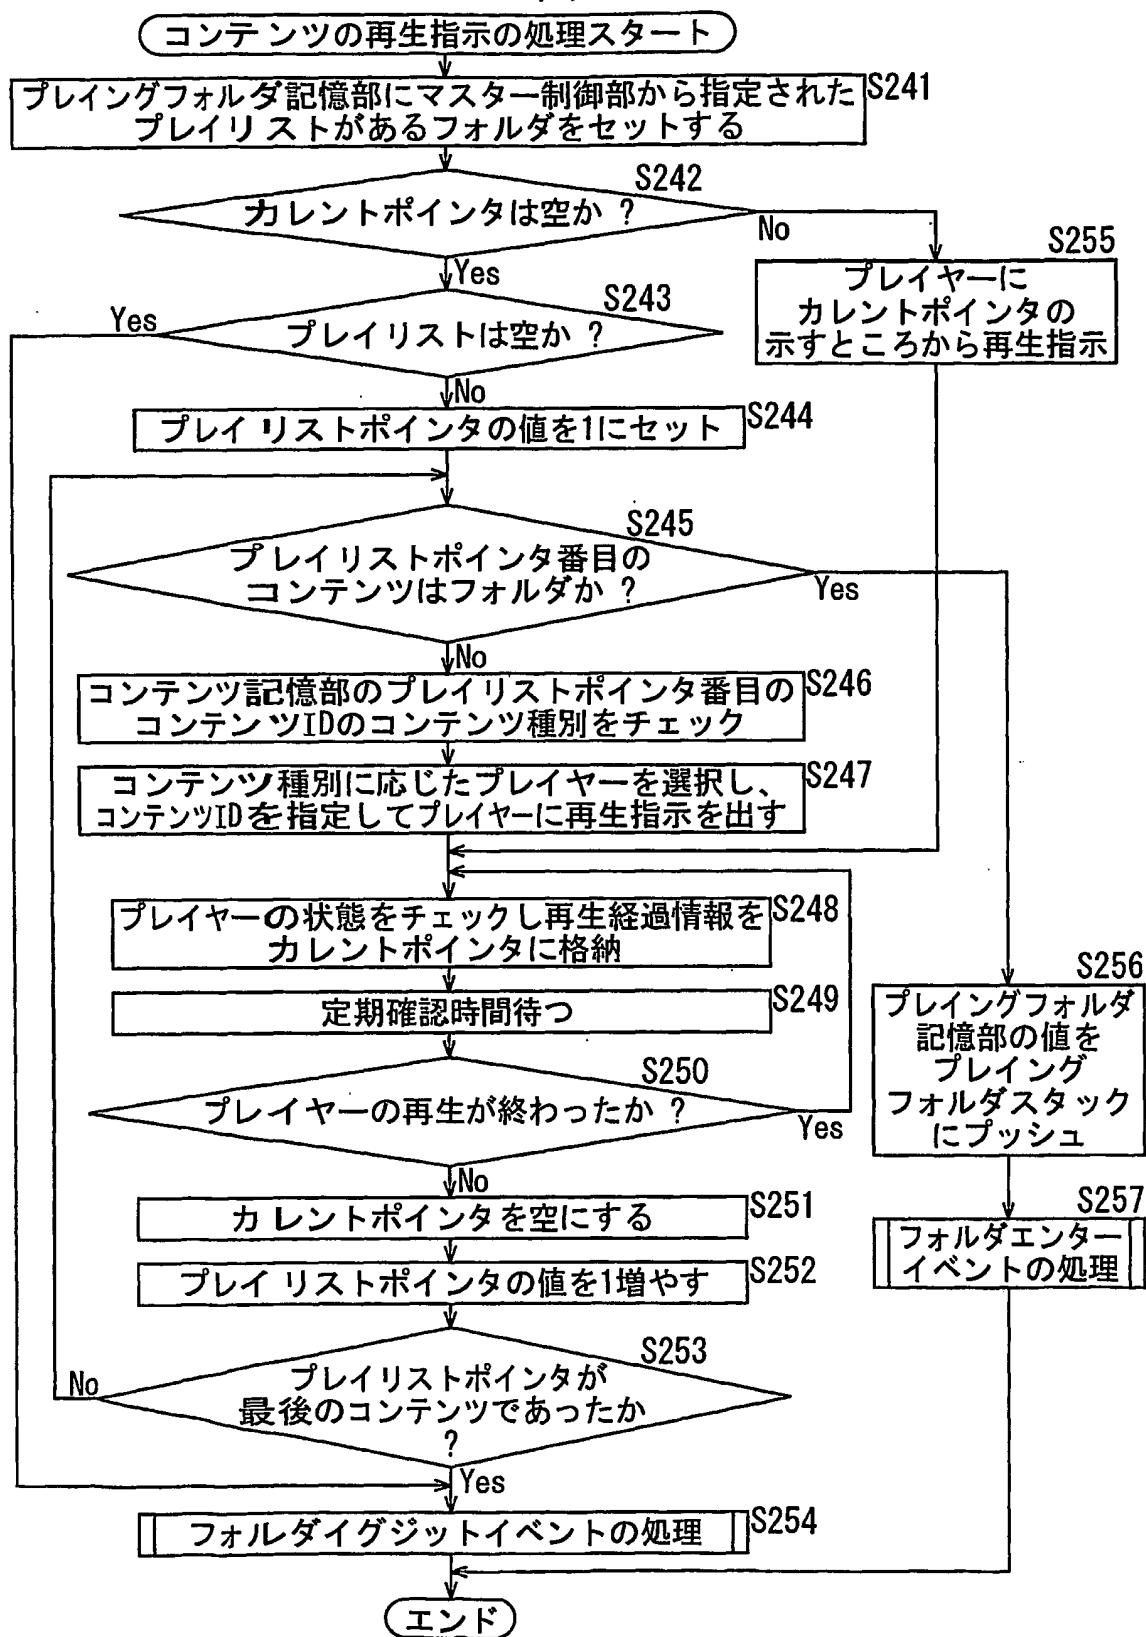 コンテンツの再生指示の処理スタート
S241
プレイングフォルダ記憶部にマスター制御部から指定された
プレイリストがあるフォルダをセットする
S242
カレントポインタは空か ?
No
Yes
S255
プレイヤーに
カレントポインタの
示すところから再生指示
S243
Yes
プレイリストは空か ?
No
プレイリストポインタの値を1にセット
S244
S245
プレイリストポインタ番目の
コンテンツはフォルダか ?
Yes
No
コンテンツ記憶部のプレイリストポインタ番目の
コンテンツIDのコンテンツ種別をチェック
S246
コンテンツ種別に応じたプレイヤーを選択し、
コンテンツIDを指定してプレイヤーに再生指示を出す
S247
プレイヤーの状態をチェックし再生経過情報を
カレントポインタに格納
S248
定期確認時間待つ
S249
S256
プレイングフォルダ
記憶部の値を
プレイング
フォルダスタック
にプッシュ
S250
プレイヤーの再生が終わったか ?
Yes
No
カレントポインタを空にする
S251
S257
フォルダエンター
イベントの処理
プレイリストポインタの値を1増やす
S252
S253
プレイリストポインタが
最後のコンテンツであったか
?
No
Yes
フォルダイグジットイベントの処理
S254
エンド